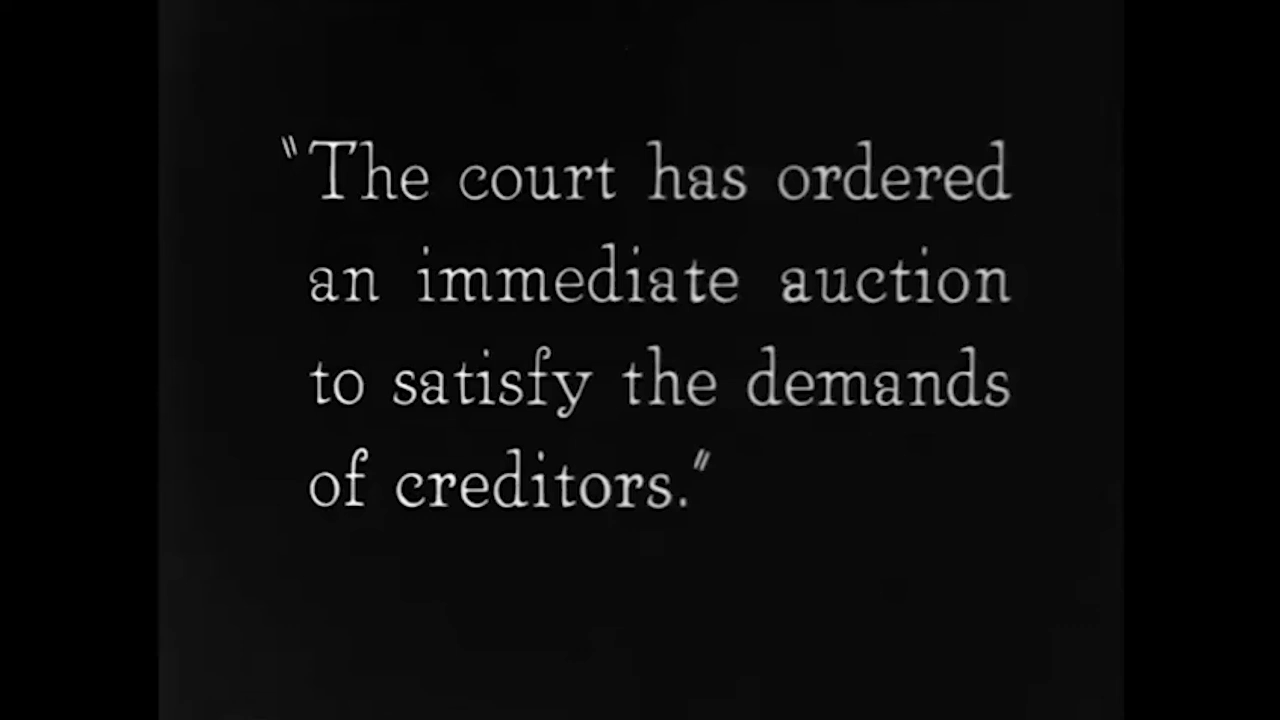 "The court has ordered
an immediate auction
to satisfy the demands
of creditors."